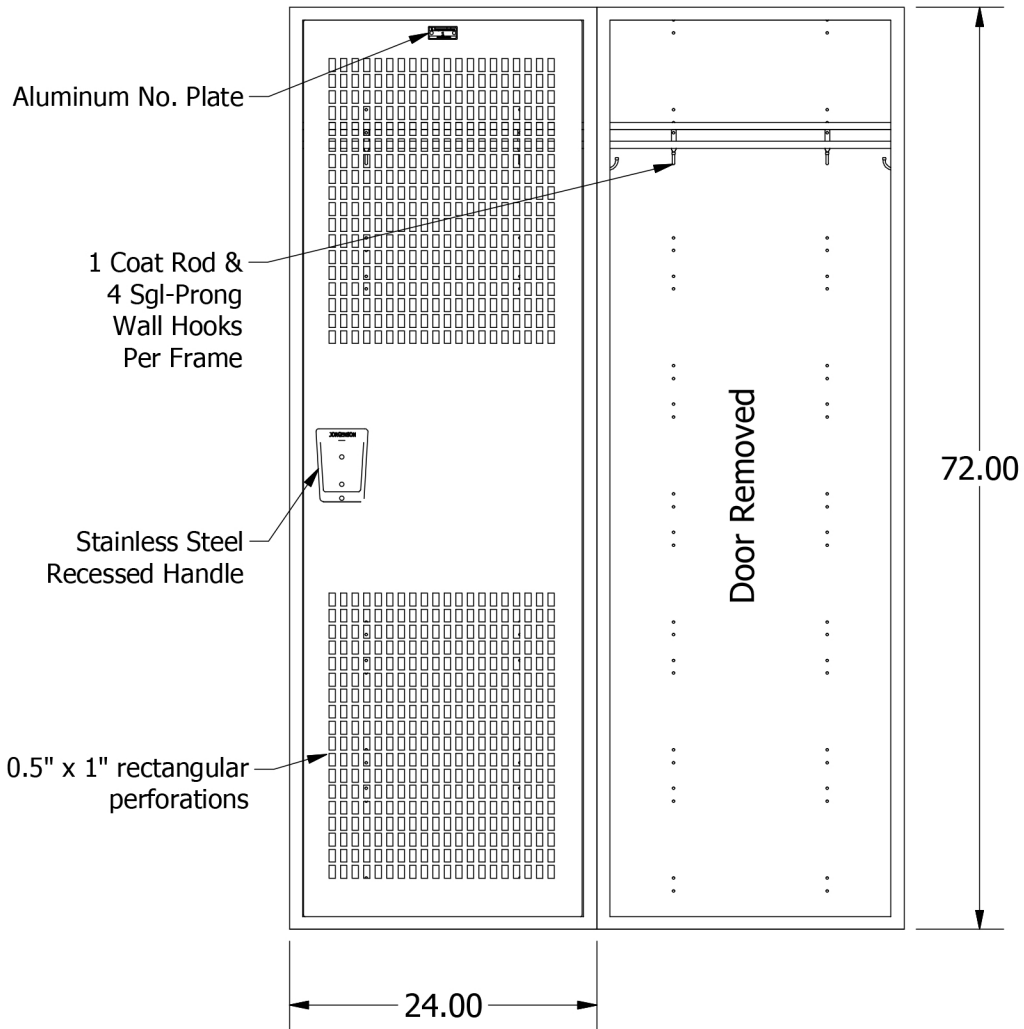 Aluminum No. Plate
1 Coat Rod &
4 Sgl-Prong
Wall Hooks
Per Frame
Stainless Steel
Recessed Handle
0.5" x 1" rectangular
perforations
Door Removed
72.00
24.00